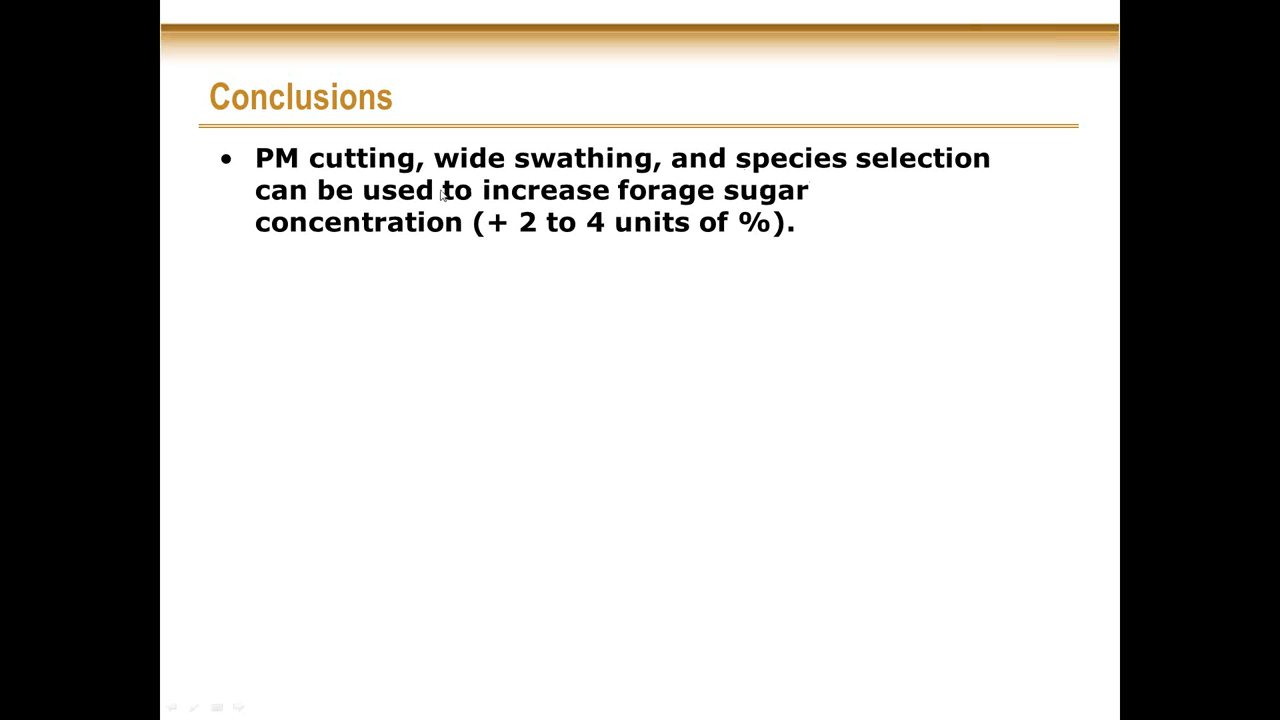 Conclusions
• PM cutting, wide swathing, and species selection
can be used to increase forage sugar
concentration (+ 2 to 4 units of %).